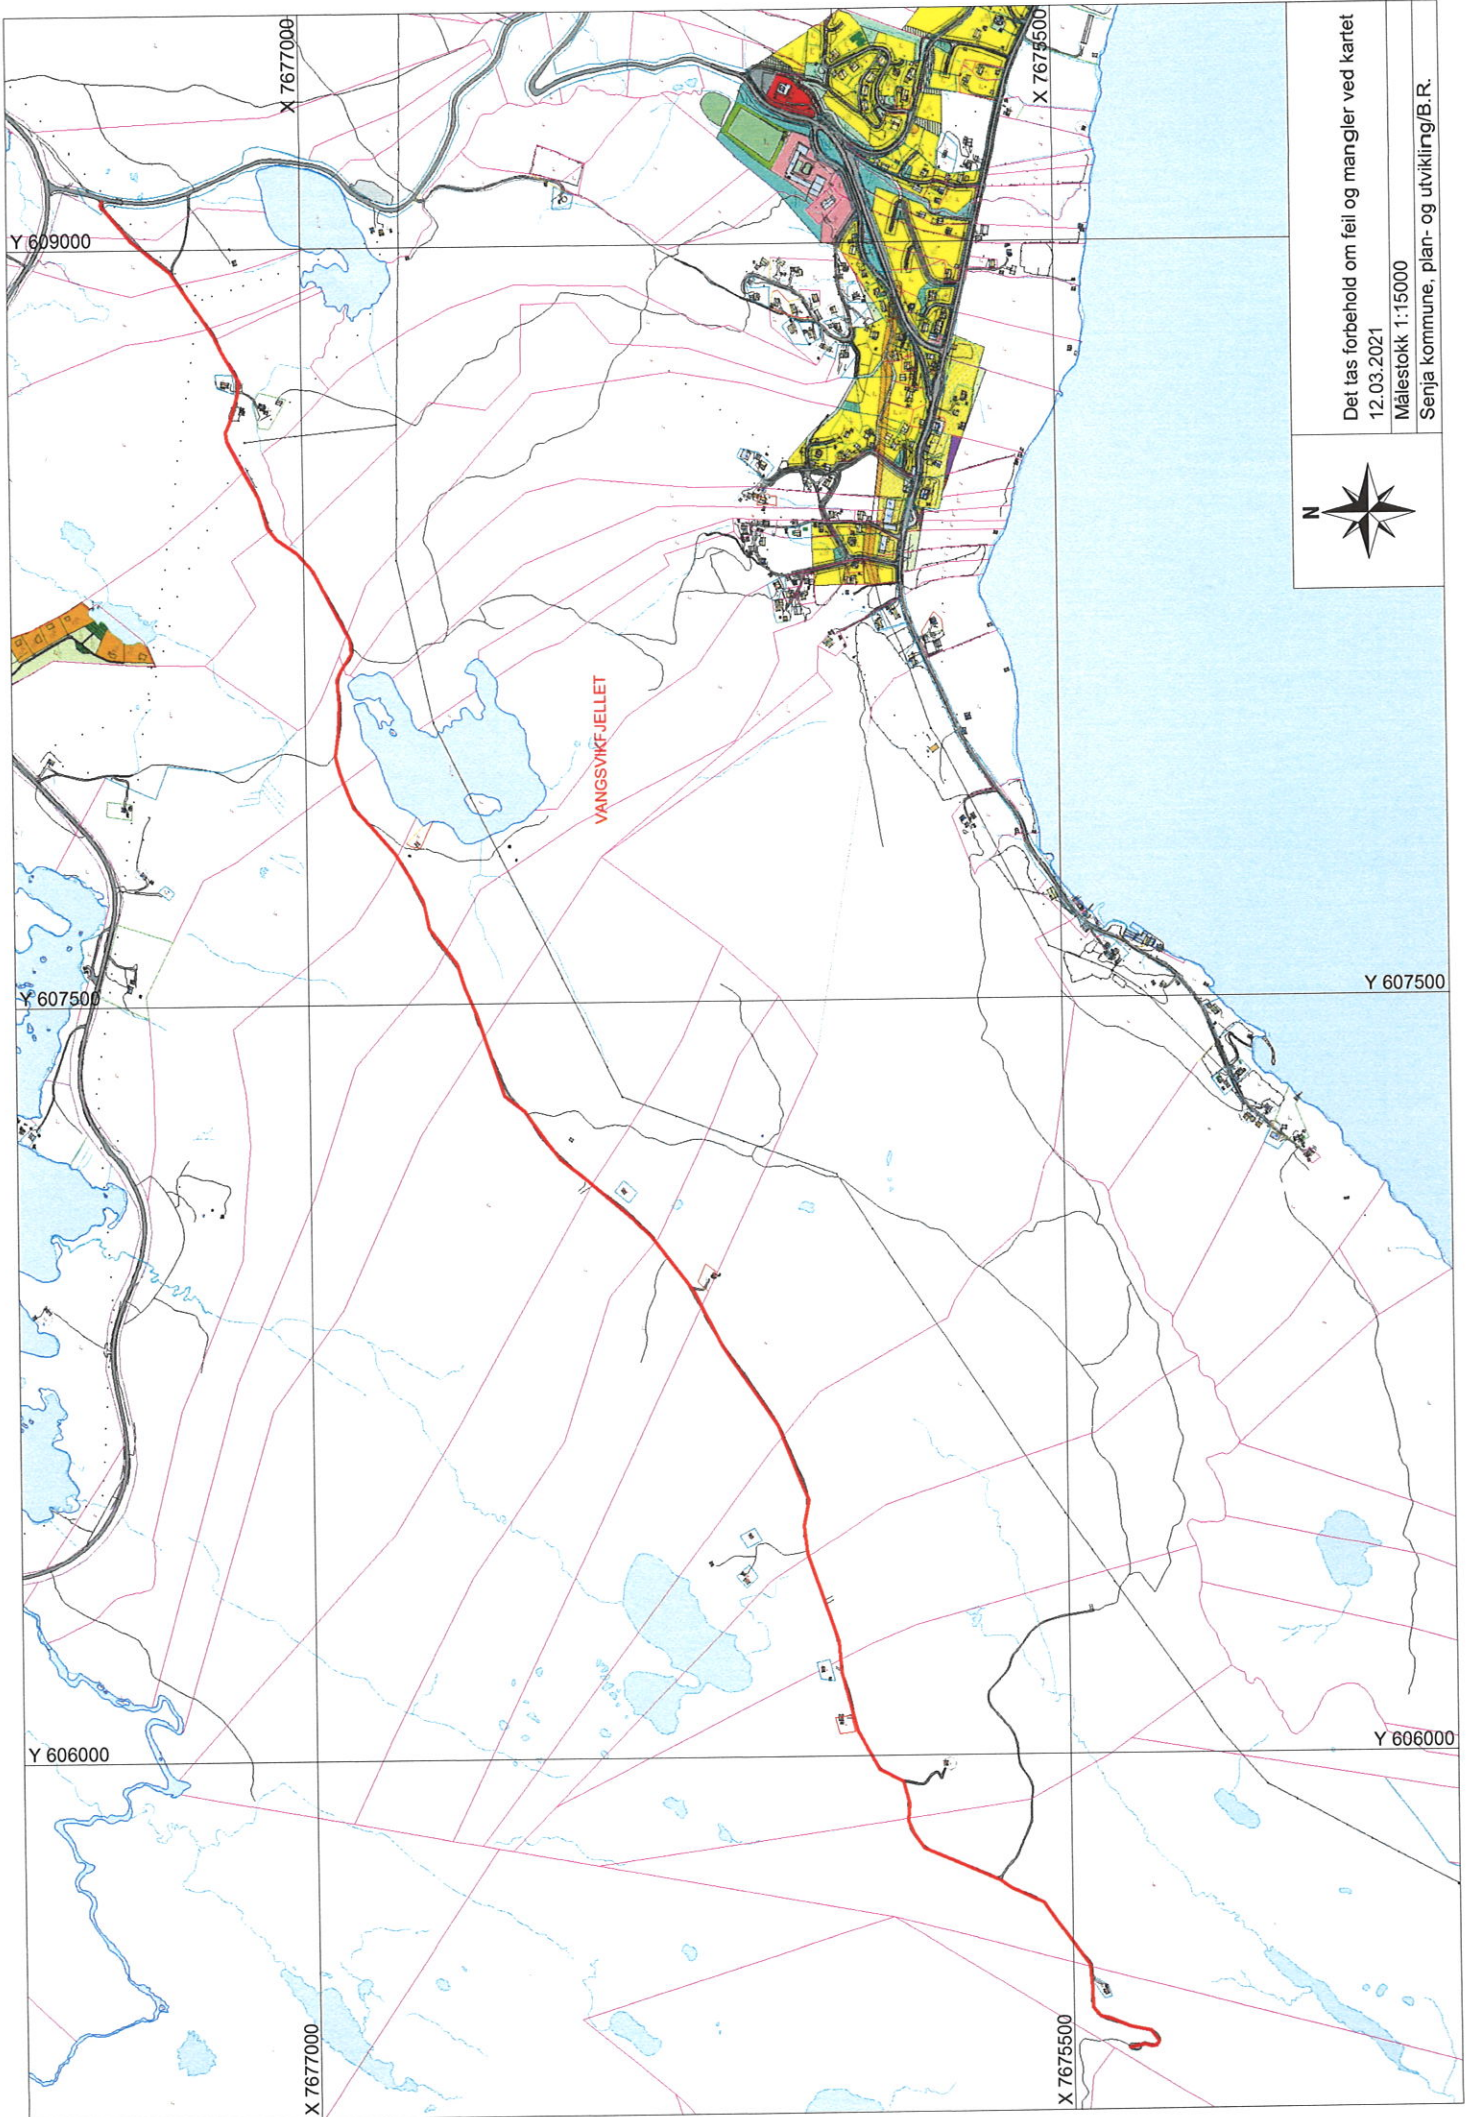 X 7677000
X 7675500
Y 609000
VANGSVIKFJELLET
Y 607500
Y 607500
Y 606000
Y 606000
X 7677000
X 7675500
N
Det tas forbehold om feil og mangler ved kartet
12.03.2021
Målestokk 1:15000
Senja kommune, plan- og utvikling/B.R.